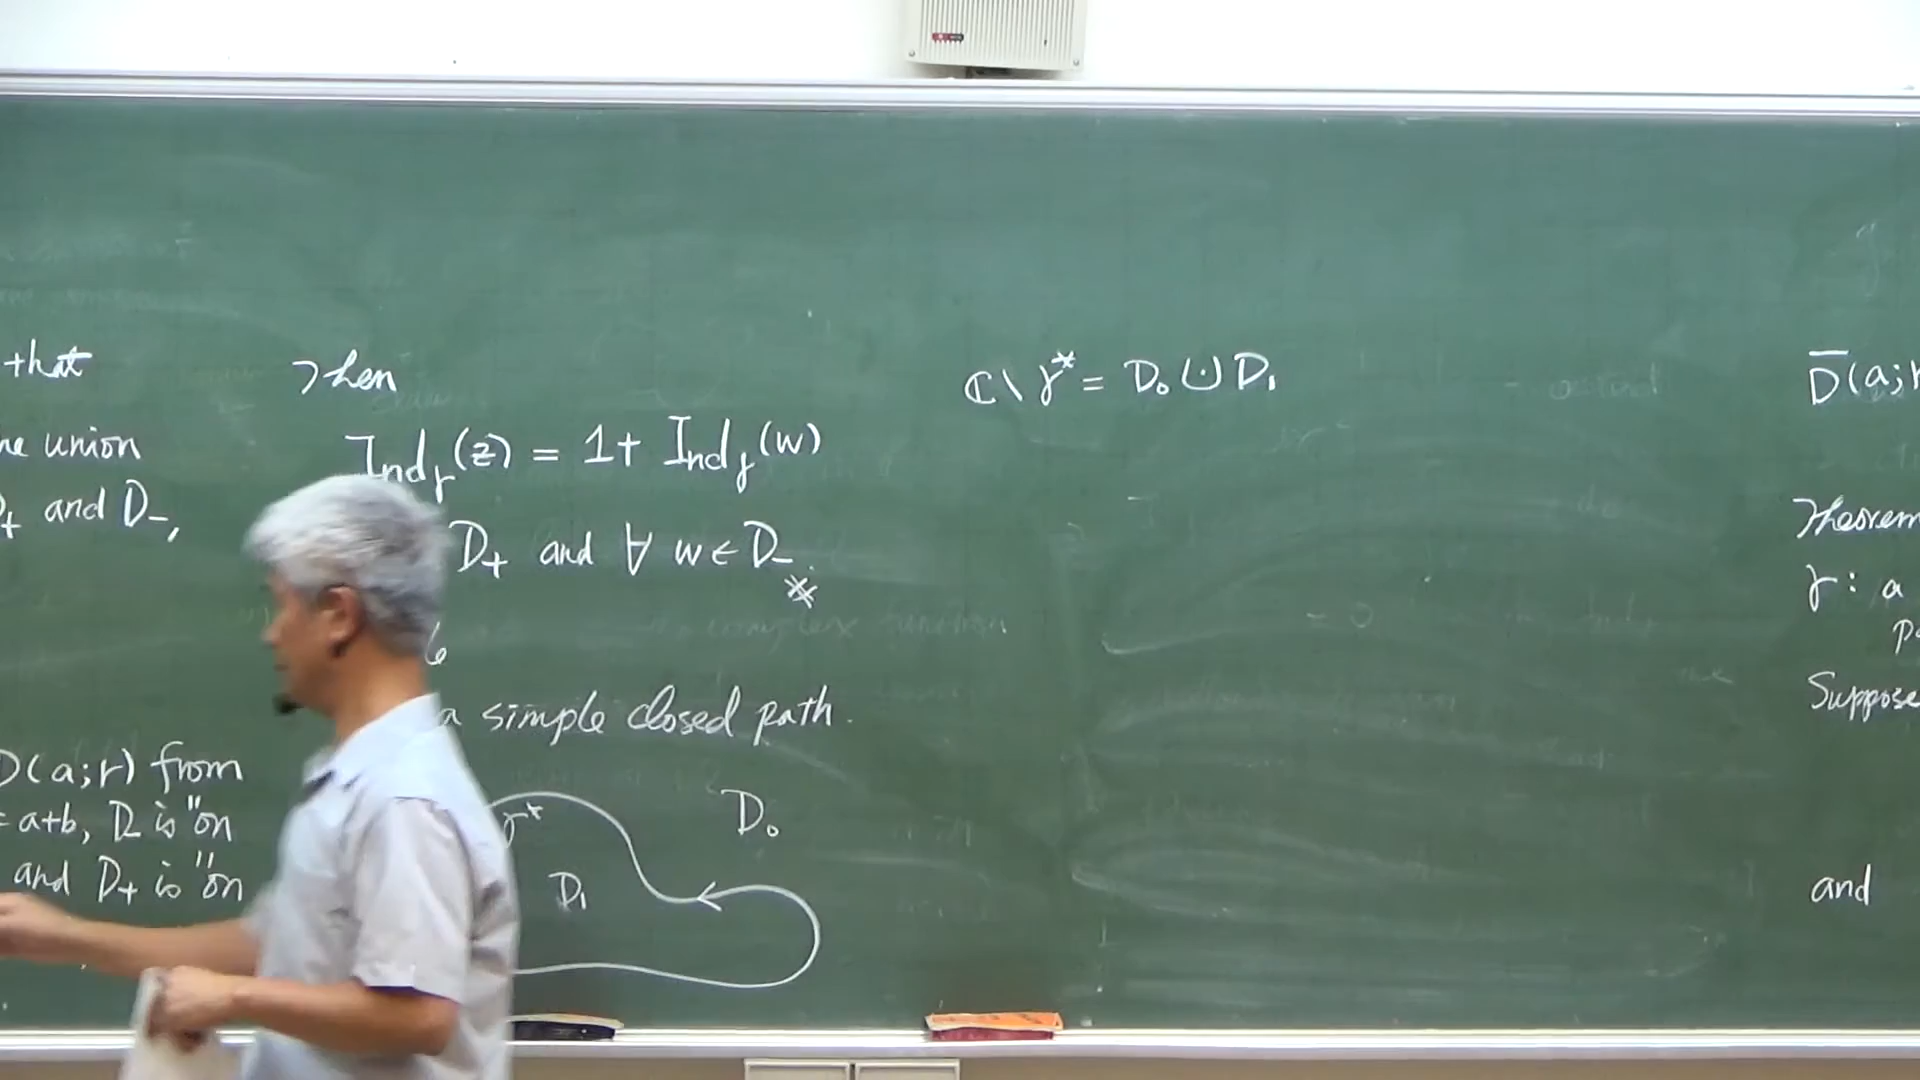 that
union
and D₋,
D(a;r) from
= a+b, D is "on
and D₊ is "on
Then
Ind_γ(z) = 1 + Ind_γ(w)
D₊ and ∀ w ∈ D₋
※
a simple closed path.
γ*
D₀
D₁
ℂ \ γ* = D₀ ⨃ D₁
D̅(a;r
Theorem
γ: a
Suppose
and